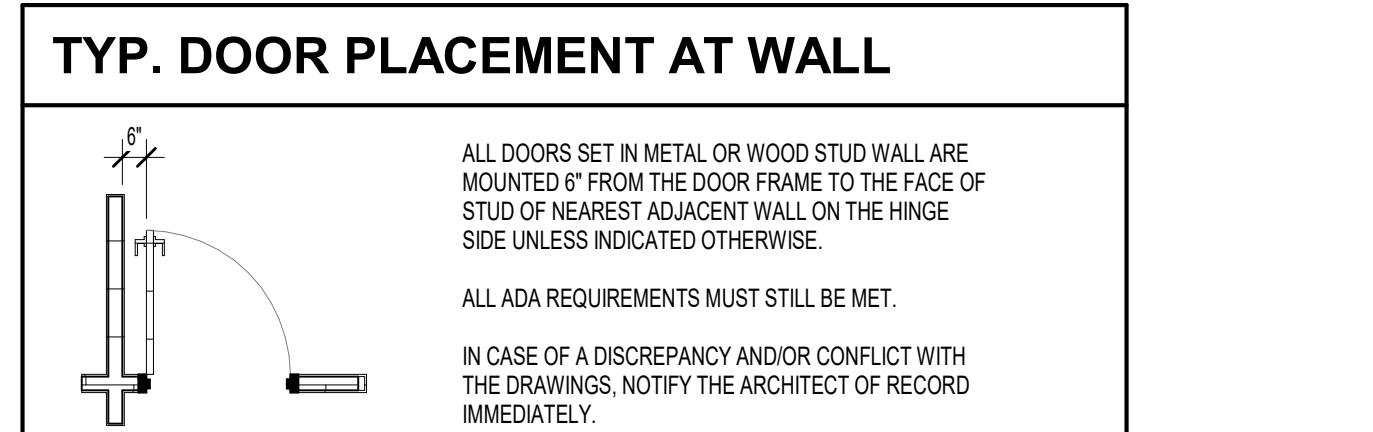 TYP. DOOR PLACEMENT AT WALL
6"
ALL DOORS SET IN METAL OR WOOD STUD WALL ARE
MOUNTED 6" FROM THE DOOR FRAME TO THE FACE OF
STUD OF NEAREST ADJACENT WALL ON THE HINGE
SIDE UNLESS INDICATED OTHERWISE.
ALL ADA REQUIREMENTS MUST STILL BE MET.
IN CASE OF A DISCREPANCY AND/OR CONFLICT WITH
THE DRAWINGS, NOTIFY THE ARCHITECT OF RECORD
IMMEDIATELY.